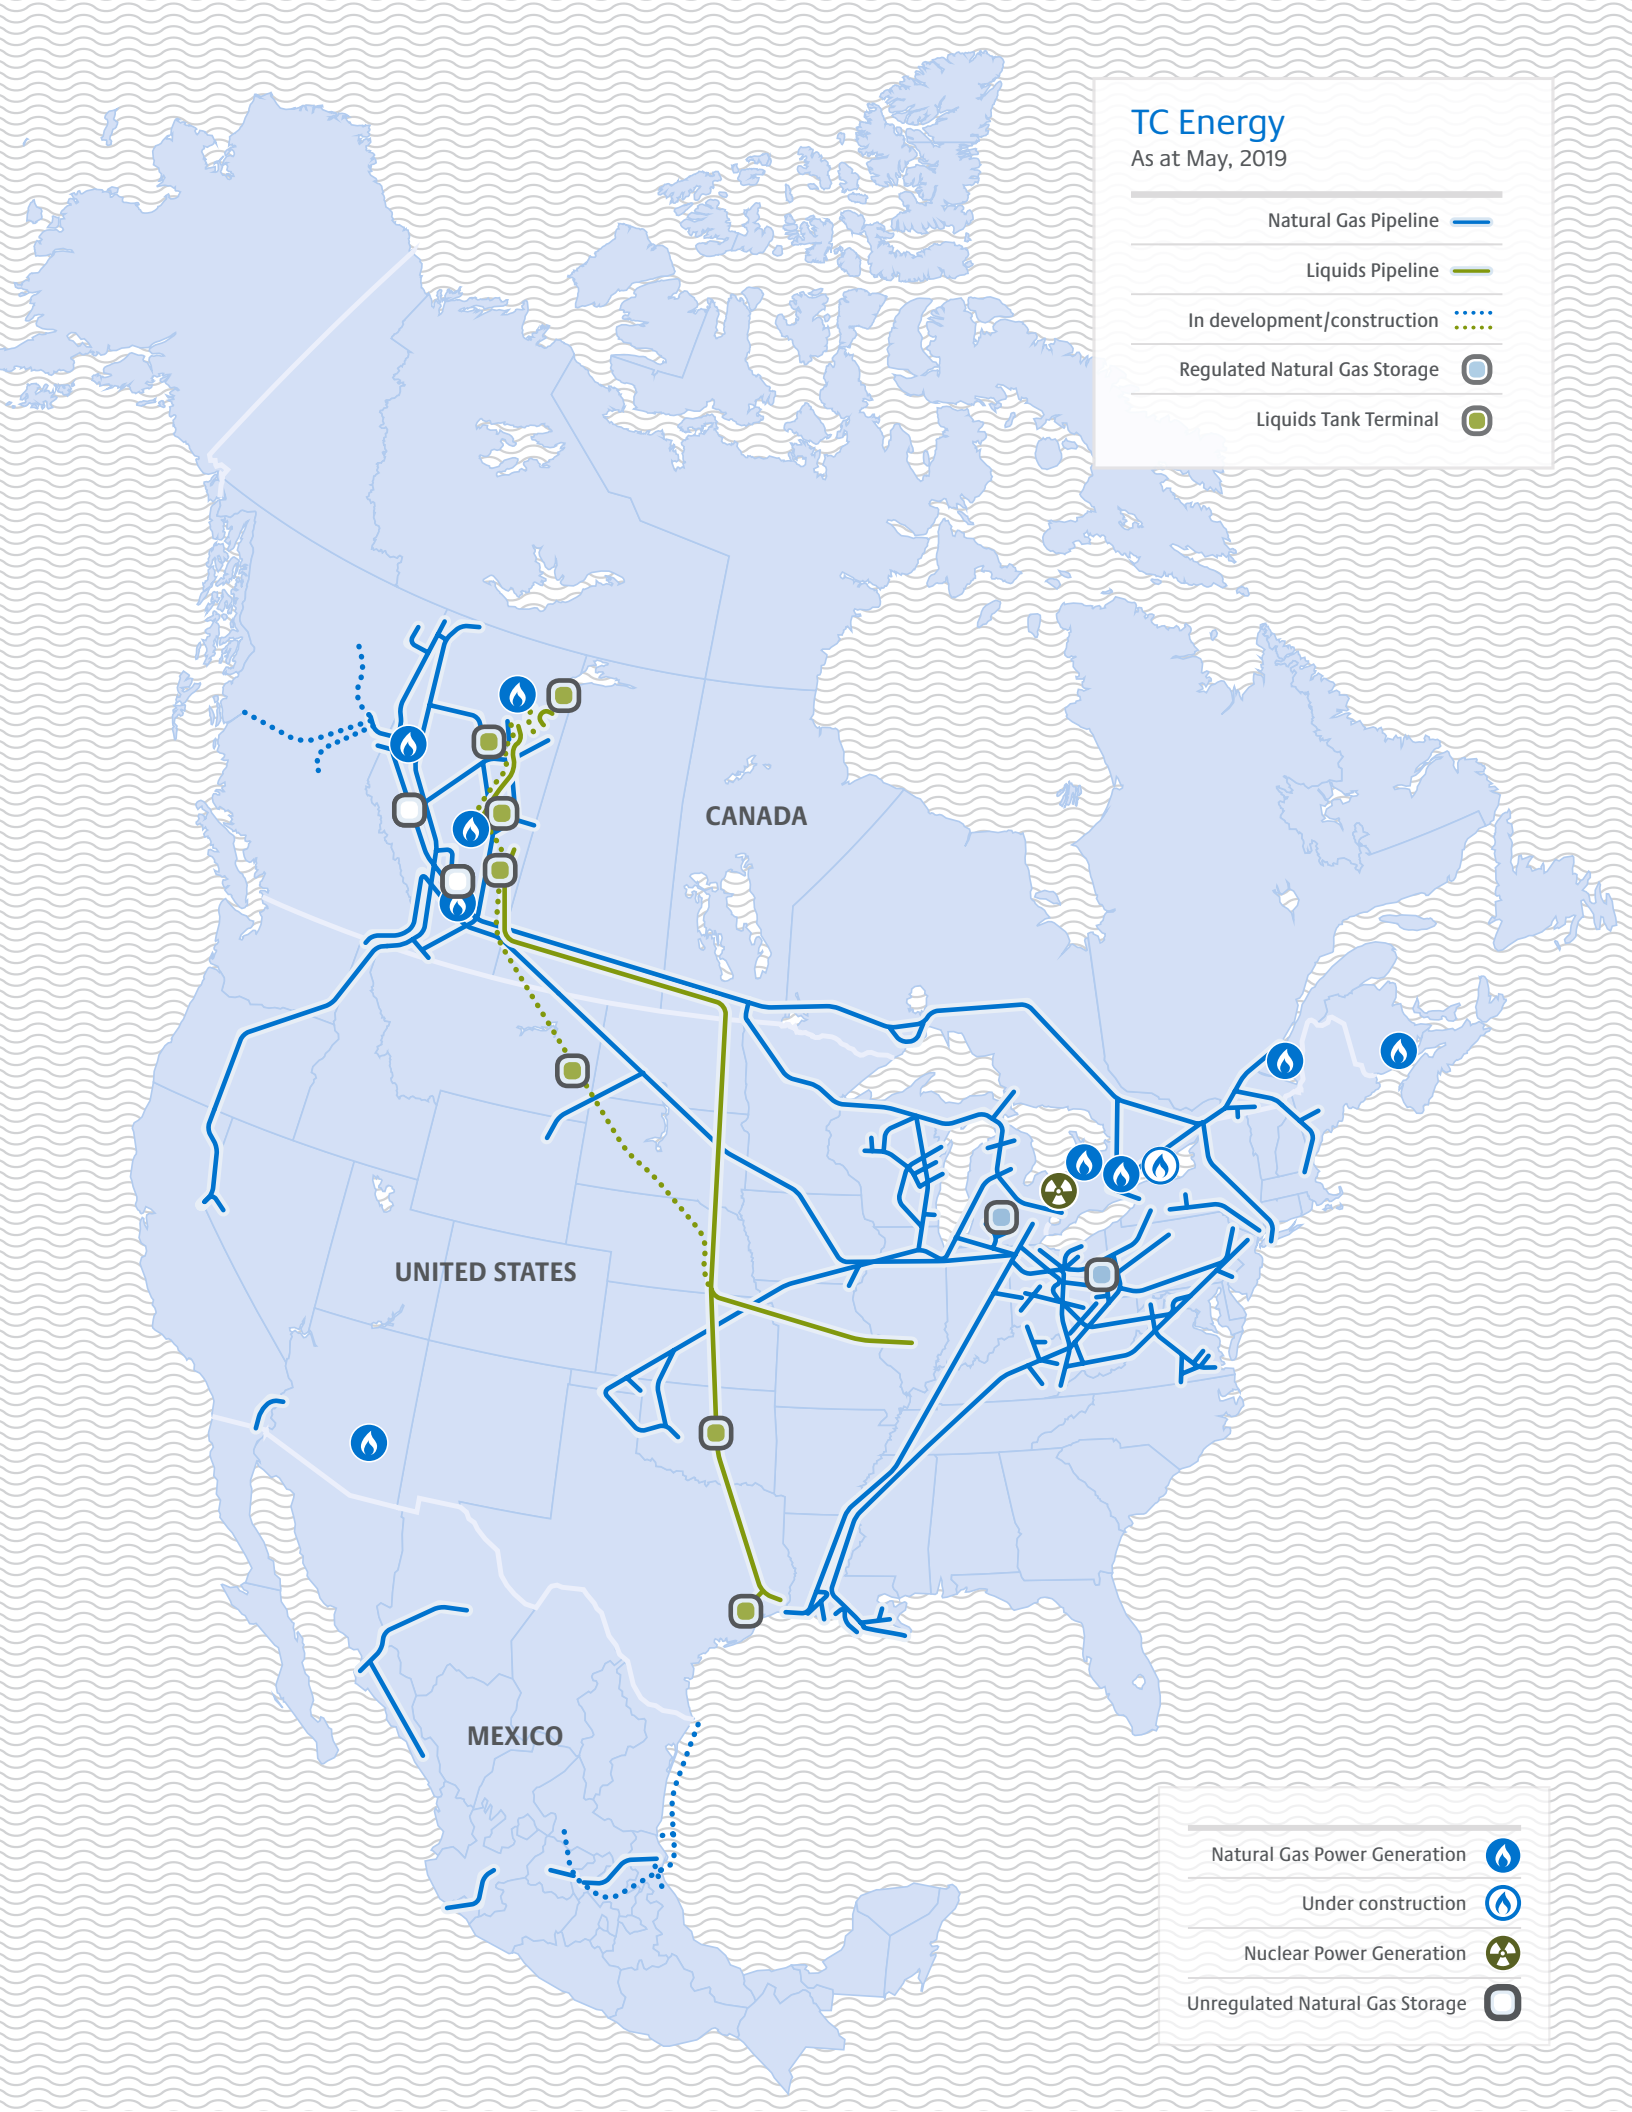 TC Energy
As at May, 2019
Natural Gas Pipeline
Liquids Pipeline
In development/construction
Regulated Natural Gas Storage
Liquids Tank Terminal
CANADA
UNITED STATES
MEXICO
Natural Gas Power Generation
Under construction
Nuclear Power Generation
Unregulated Natural Gas Storage